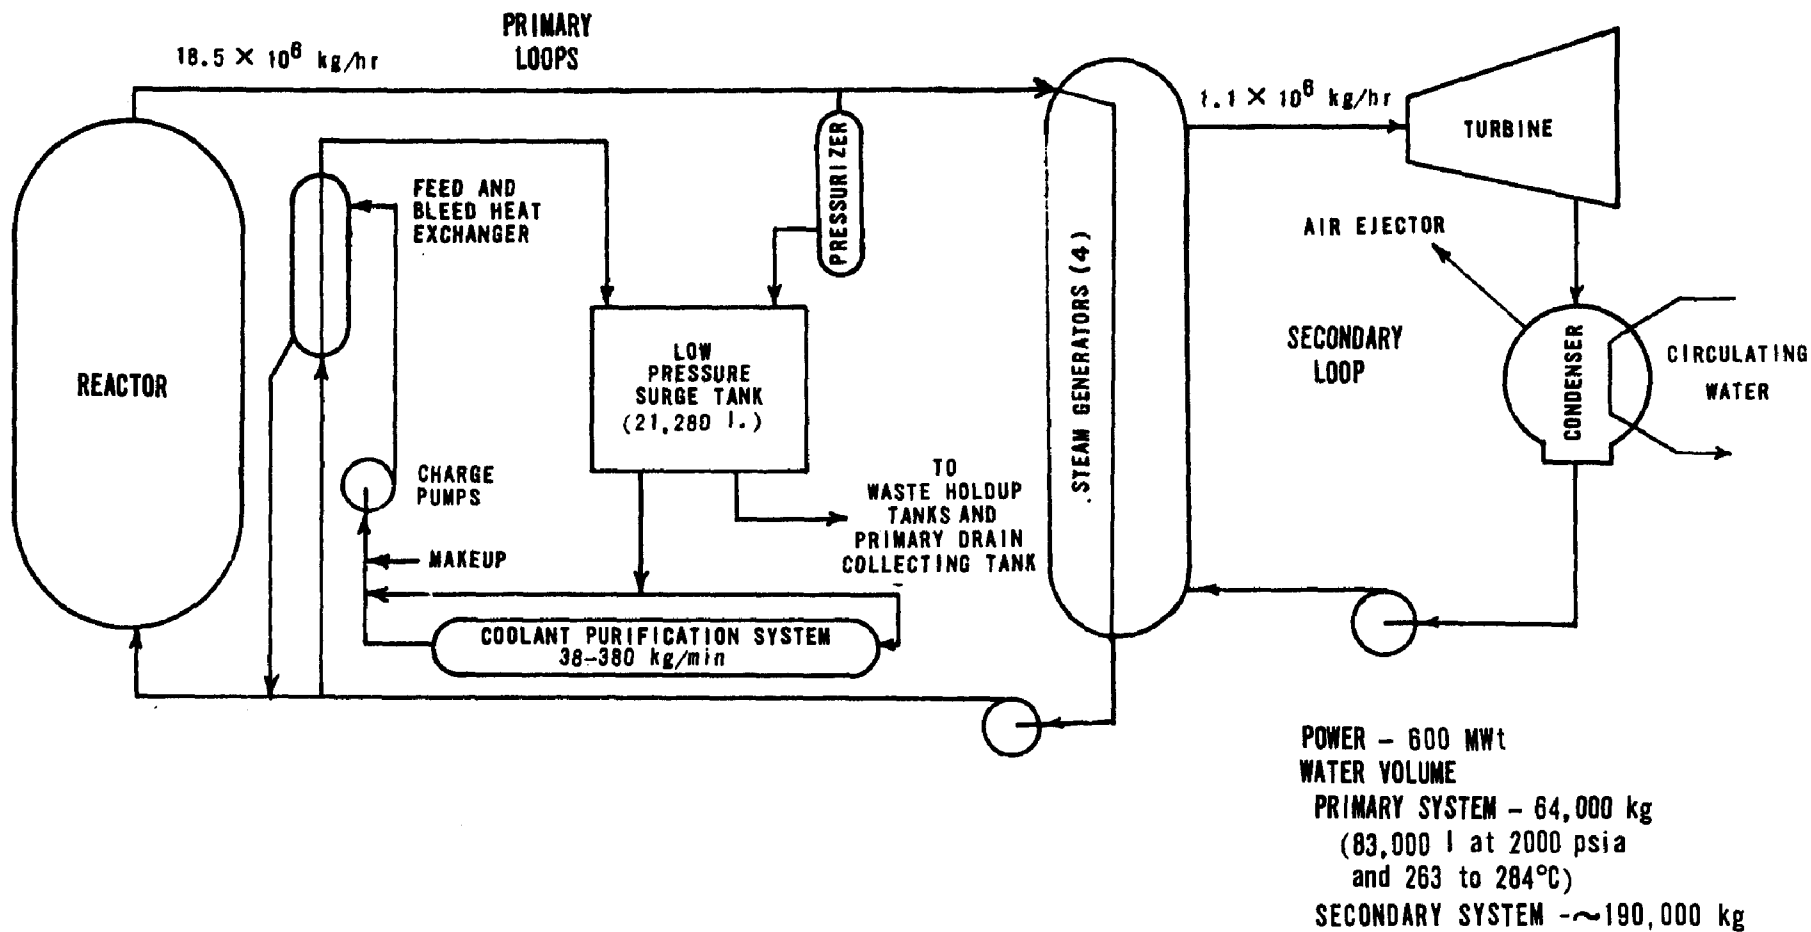 PRIMARY
LOOPS
18.5 × 10⁶ kg/hr
1.1 × 10⁶ kg/hr
TURBINE
FEED AND
BLEED HEAT
EXCHANGER
PRESSURIZER
AIR EJECTOR
REACTOR
LOW
PRESSURE
SURGE TANK
(21,280 l.)
STEAM GENERATORS (4)
SECONDARY
LOOP
CONDENSER
CIRCULATING
WATER
CHARGE
PUMPS
TO
WASTE HOLDUP
TANKS AND
PRIMARY DRAIN
COLLECTING TANK
MAKEUP
COOLANT PURIFICATION SYSTEM
38-380 kg/min
POWER - 600 MWt
WATER VOLUME
PRIMARY SYSTEM - 64,000 kg
(83,000 l at 2000 psia
and 263 to 284°C)
SECONDARY SYSTEM -~190,000 kg